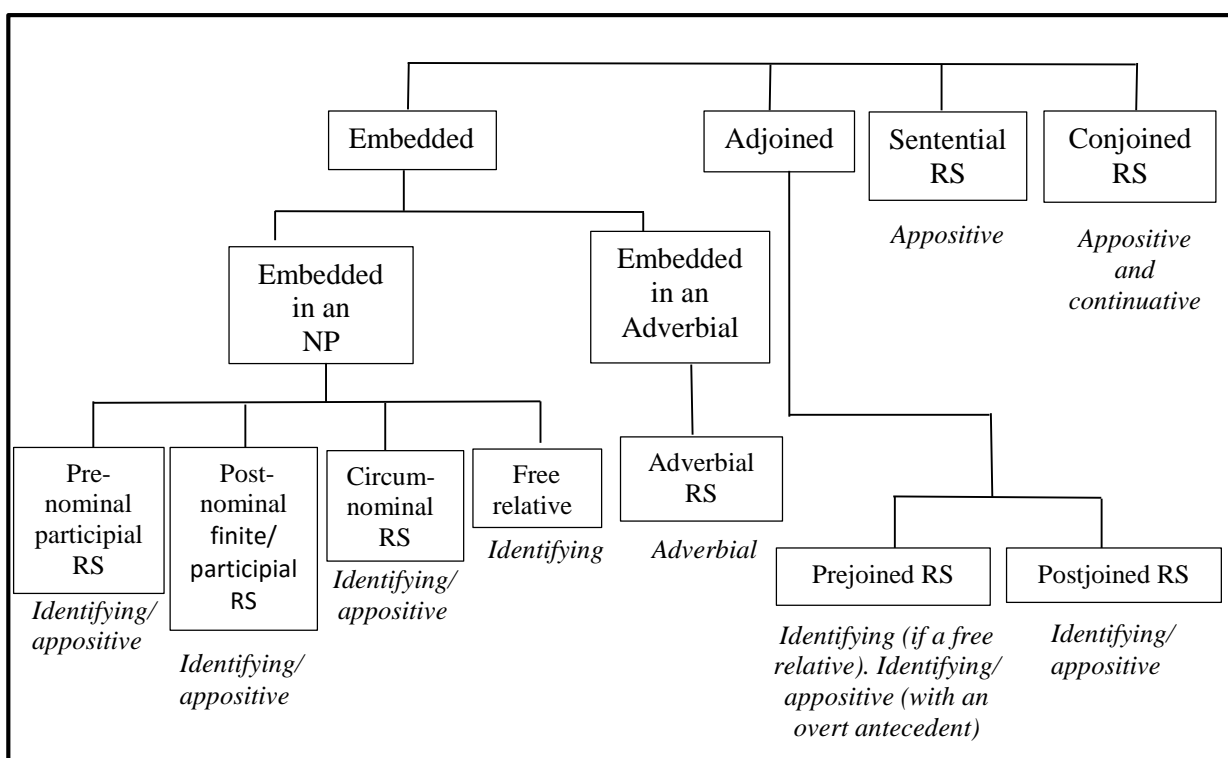 Embedded
Adjoined
Sentential
RS
Conjoined
RS
Appositive
Appositive
and
continuative
Embedded
in an
NP
Embedded
in an
Adverbial
Pre-
nominal
participial
RS
Identifying/
appositive
Post-
nominal
finite/
participial
RS
Identifying/
appositive
Circum-
nominal
RS
Identifying/
appositive
Free
relative
Identifying
Adverbial
RS
Adverbial
Prejoined RS
Identifying (if a free
relative). Identifying/
appositive (with an
overt antecedent)
Postjoined RS
Identifying/
appositive